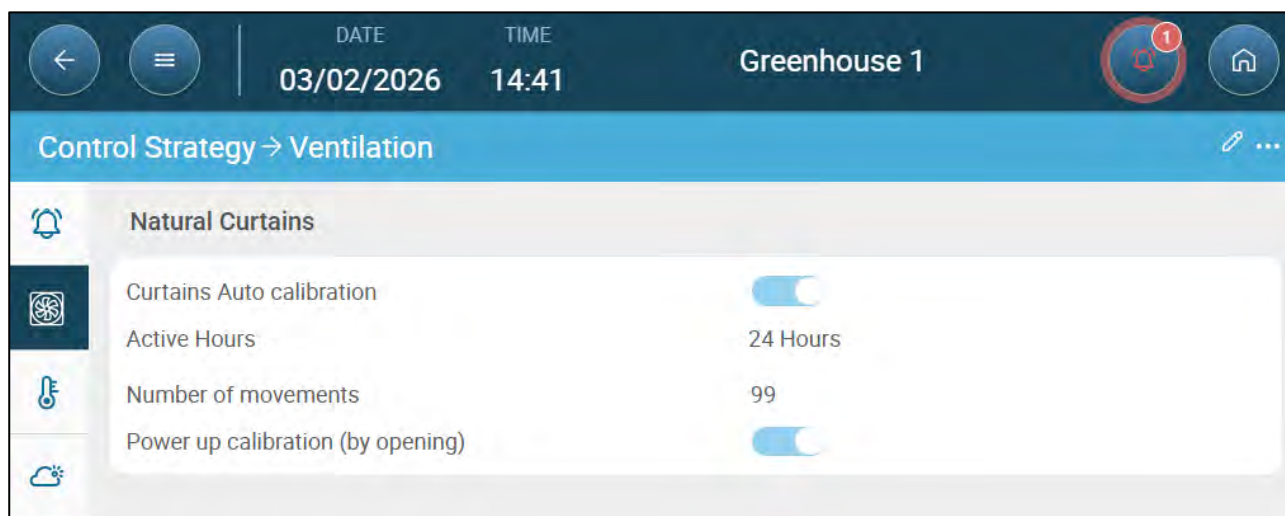 DATE
TIME
03/02/2026
14:41
Greenhouse 1
1
Control Strategy → Ventilation
Natural Curtains
Curtains Auto calibration
Active Hours 24 Hours
Number of movements 99
Power up calibration (by opening)